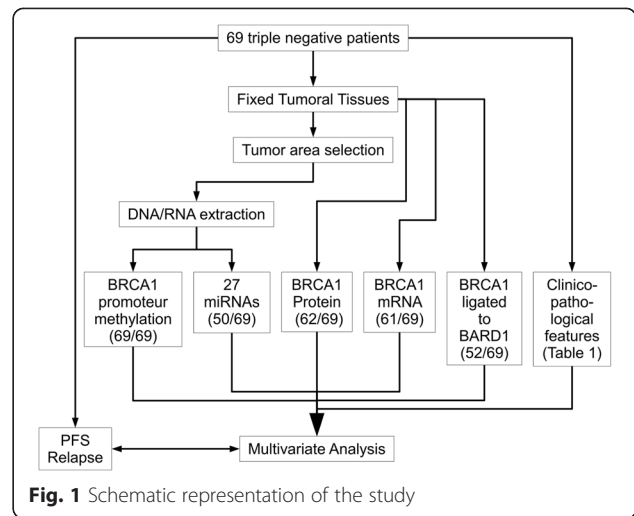 69 triple negative patients
Fixed Tumoral Tissues
Tumor area selection
DNA/RNA extraction
BRCA1
promoteur
methylation
(69/69)
27
miRNAs
(50/69)
BRCA1
Protein
(62/69)
BRCA1
mRNA
(61/69)
BRCA1
ligated
to
BARD1
(52/69)
Clinico-
patho-
logical
features
(Table 1)
PFS
Relapse
Multivariate Analysis
Fig. 1 Schematic representation of the study